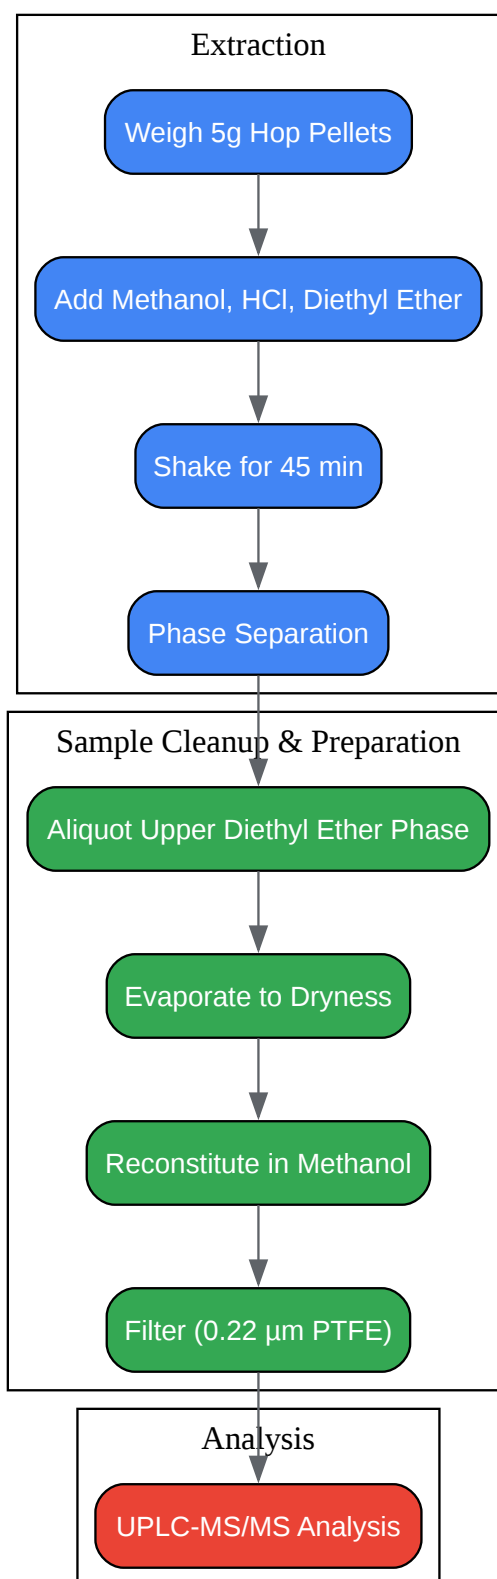 Extraction
Weigh 5g Hop Pellets
Add Methanol, HCl, Diethyl Ether
Shake for 45 min
Phase Separation
Sample Cleanup & Preparation
Aliquot Upper Diethyl Ether Phase
Evaporate to Dryness
Reconstitute in Methanol
Filter (0.22 µm PTFE)
Analysis
UPLC-MS/MS Analysis